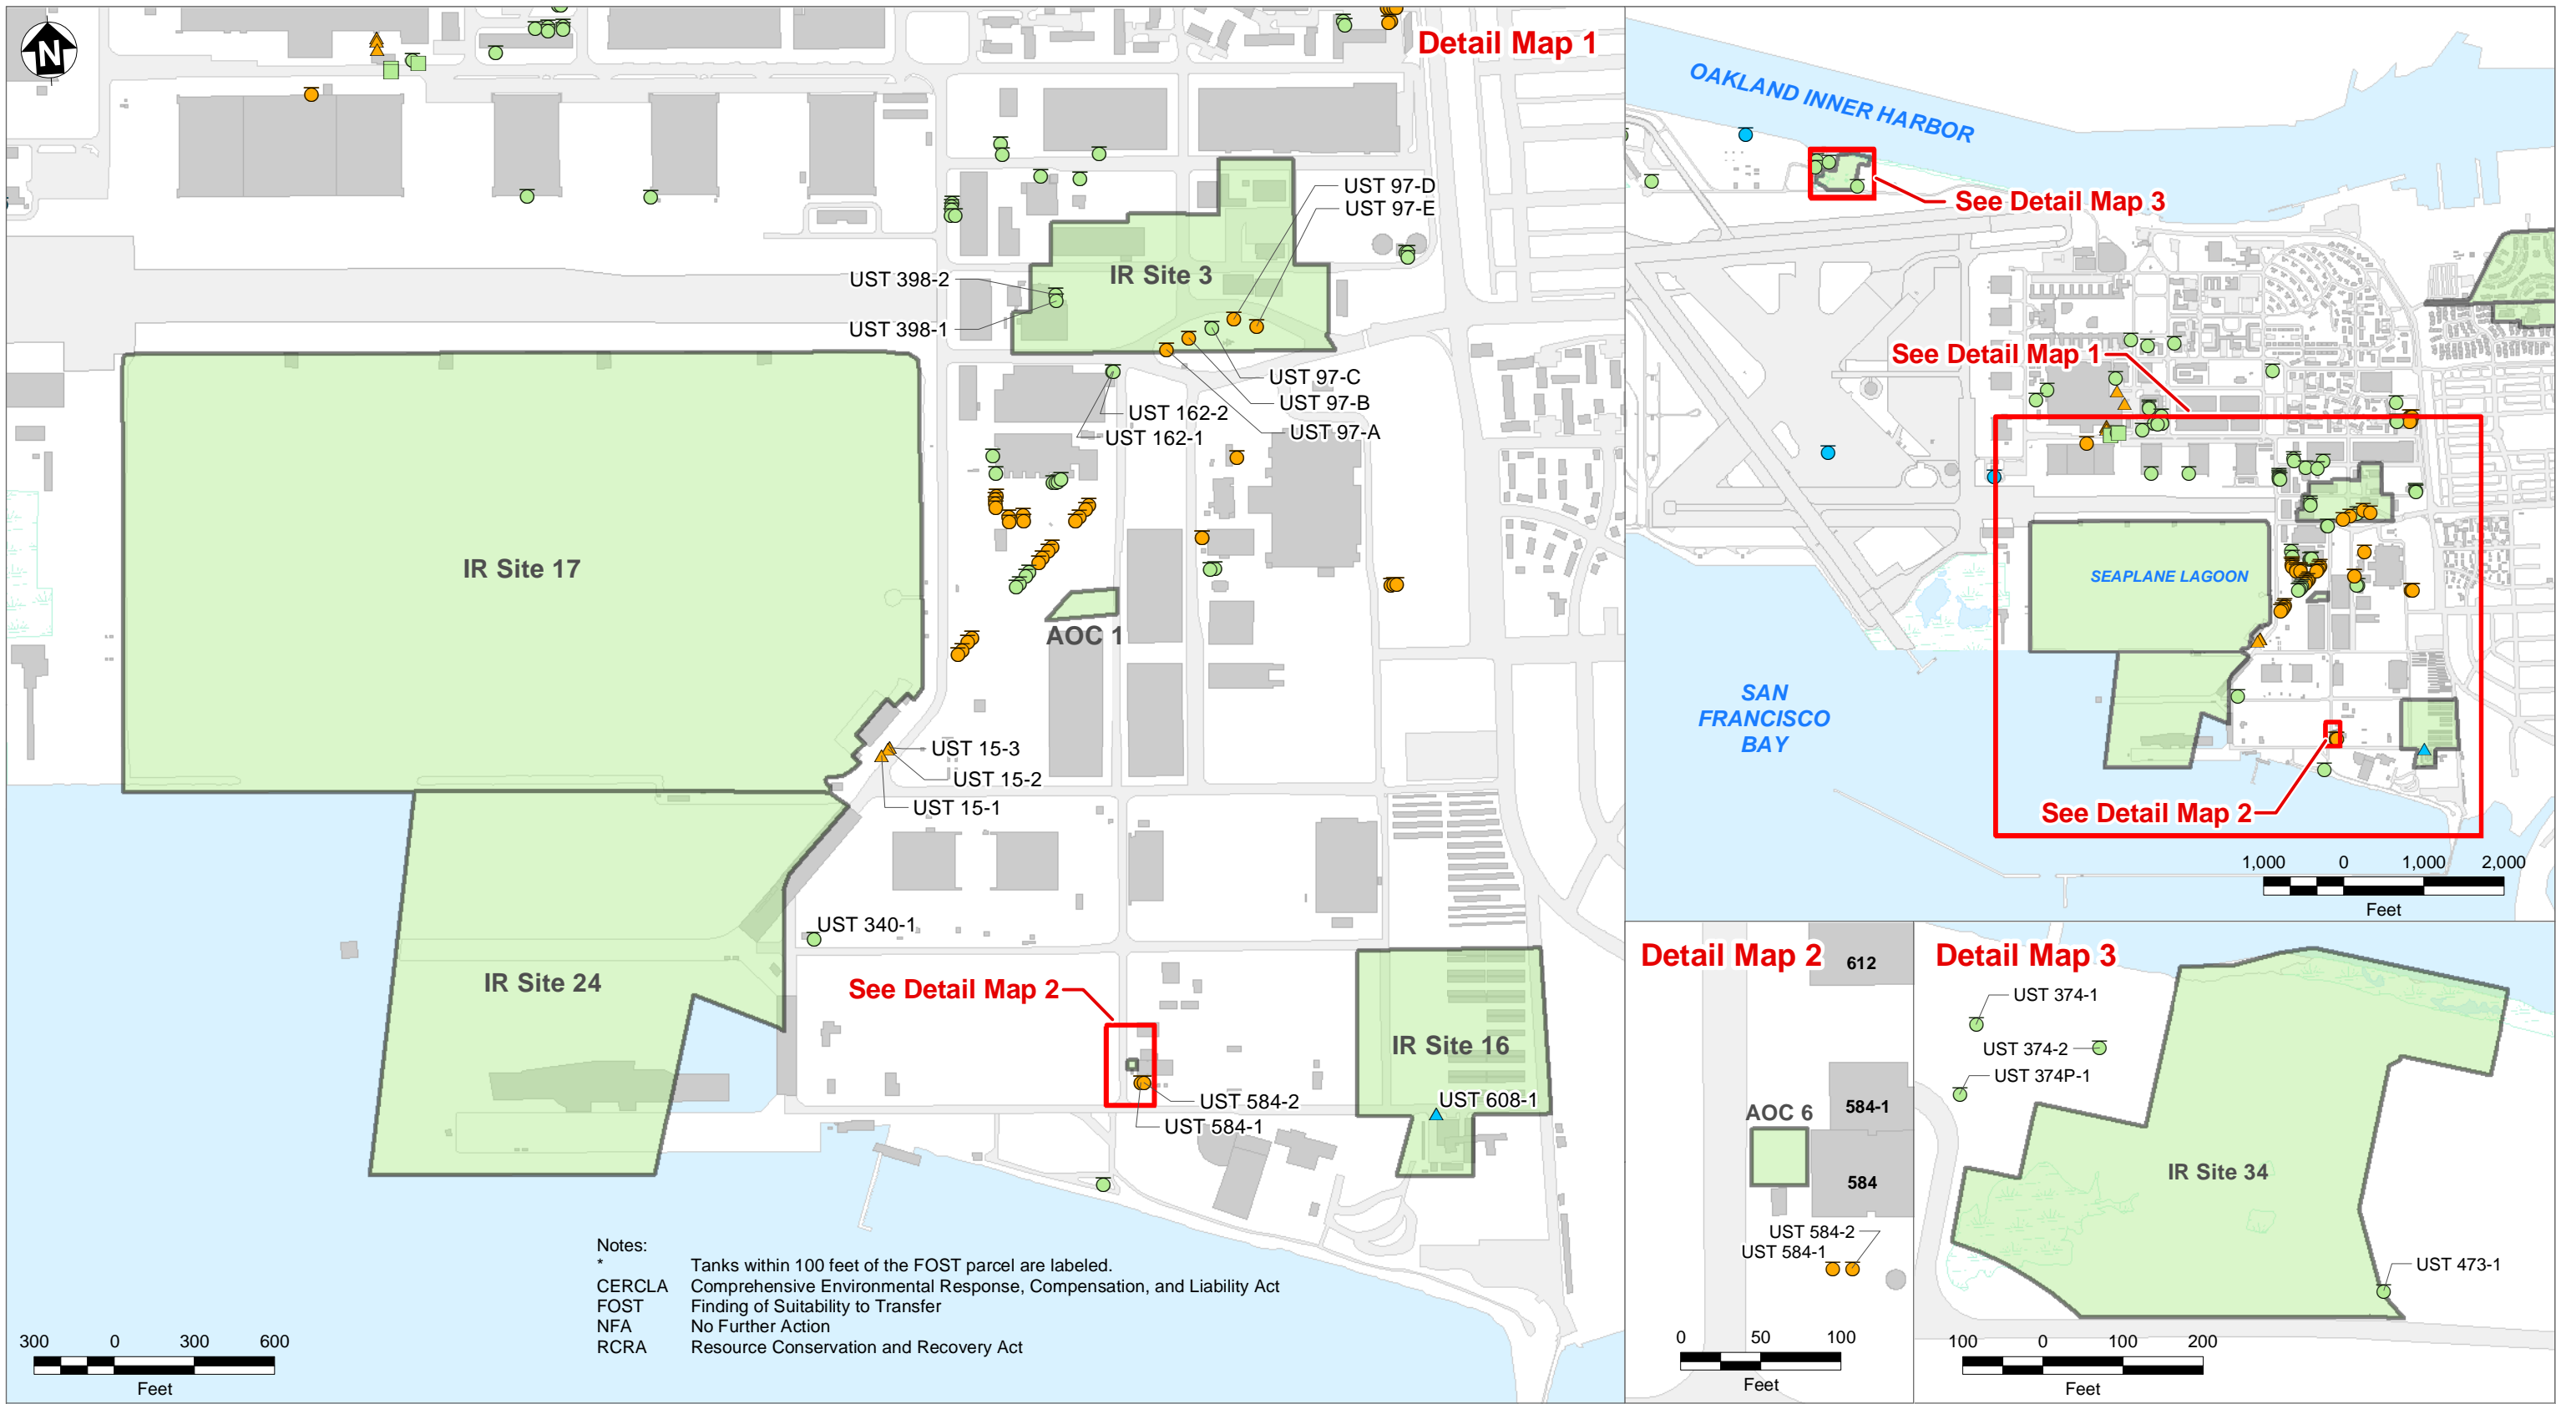 N
Detail Map 1
UST 97-D
UST 97-E
IR Site 3
UST 398-2
UST 398-1
UST 97-C
UST 97-B
UST 97-A
UST 162-2
UST 162-1
IR Site 17
AOC 1
UST 15-3
UST 15-2
UST 15-1
UST 340-1
IR Site 24
See Detail Map 2
IR Site 16
UST 608-1
UST 584-2
UST 584-1
Notes:
* Tanks within 100 feet of the FOST parcel are labeled.
CERCLA Comprehensive Environmental Response, Compensation, and Liability Act
FOST Finding of Suitability to Transfer
NFA No Further Action
RCRA Resource Conservation and Recovery Act
300 0 300 600
Feet
OAKLAND INNER HARBOR
See Detail Map 3
See Detail Map 1
SEAPLANE LAGOON
SAN
FRANCISCO
BAY
See Detail Map 2
1,000 0 1,000 2,000
Feet
Detail Map 2
612
584-1
AOC 6
584
UST 584-2
UST 584-1
0 50 100
Feet
Detail Map 3
UST 374-1
UST 374-2
UST 374P-1
IR Site 34
UST 473-1
100 0 100 200
Feet